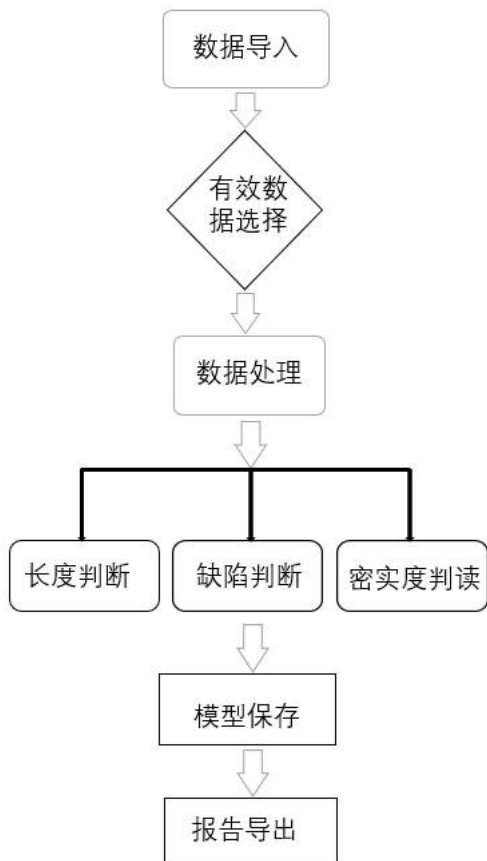 数据导入
有效数
据选择
数据处理
长度判断
缺陷判断
密实度判读
模型保存
报告导出